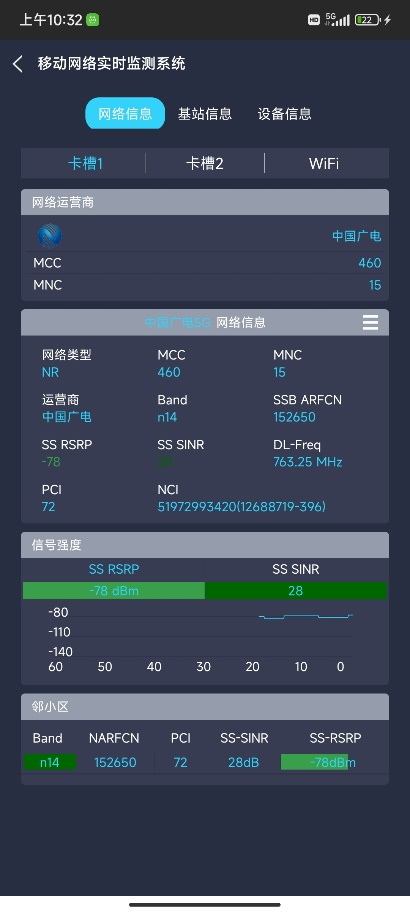 上午10:32 HD 5G 22
移动网络实时监测系统
网络信息 基站信息 设备信息
卡槽1 卡槽2 WiFi
网络运营商
中国广电
MCC 460
MNC 15
中国广电5G 网络信息
网络类型 MCC MNC
NR 460 15
运营商 Band SSB ARFCN
中国广电 n14 152650
SS RSRP SS SINR DL-Freq
-78 28 763.25 MHz
PCI NCI
72 51972993420(12688719-396)
信号强度
SS RSRP SS SINR
-78 dBm 28
-80
-110
-140
60 50 40 30 20 10 0
邻小区
Band NARFCN PCI SS-SINR SS-RSRP
n14 152650 72 28dB -78dBm